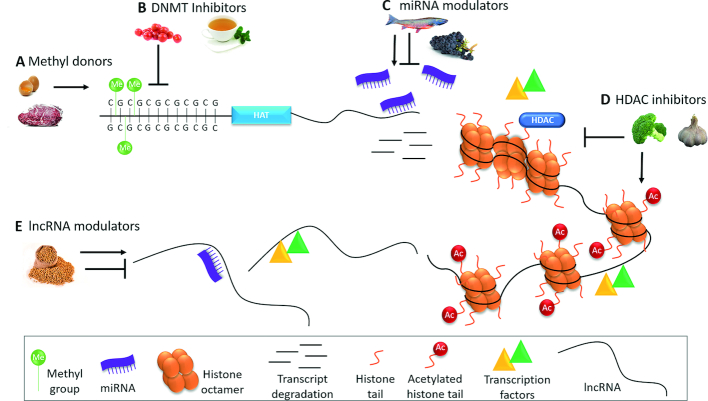 A Methyl donors
B DNMT Inhibitors
C miRNA modulators
D HDAC inhibitors
E lncRNA modulators
Me Me
C G C G C G C G C G C G
HAT
G C G C G C G C G C G C
Me
HDAC
Ac
Ac
Ac
Ac
Ac
Ac
Ac
Me
Methyl
group
miRNA
Histone
octamer
Transcript
degradation
Histone
tail
Ac
Acetylated
histone tail
Transcription
factors
lncRNA